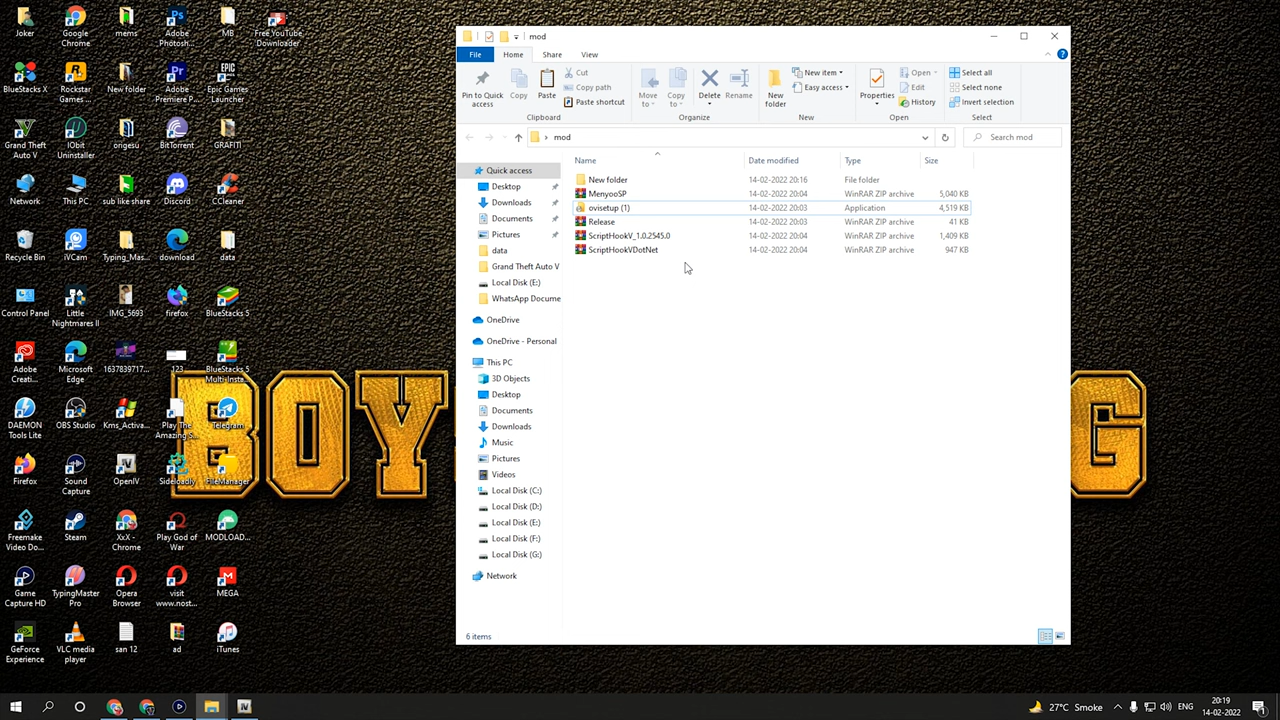 Joker
Google Chrome
mems
Adobe Photosh...
MB
Free YouTube Downloader
BlueStacks X
Rockstar Games ...
New folder
Adobe Premiere P...
Epic Games Launcher
Grand Theft Auto V
IObit Uninstaller
origesu
BitTorrent
GRAFITI
Network
This PC
sub like share
Discord
CCleaner
Recycle Bin
iVCam
Typing_Mas...
download
data
Control Panel
Little Nightmares II
IMG_5693
firefox
BlueStacks 5
Adobe Creati...
Microsoft Edge
1637839717...
123
BlueStacks 5 Multi-Insta...
DAEMON Tools Lite
OBS Studio
Kms_Activa...
Play The Amazing S...
Telegram
Firefox
Sound Capture
OpenIV
Sideloadly
FileManager
Freemake Video Do...
Steam
XxX - Chrome
Play God of War
MODLOAD...
Game Capture HD
TypingMaster Pro
Opera Browser
visit www.nost...
MEGA
GeForce Experience
VLC media player
san 12
ad
iTunes
mod
File Home Share View
Pin to Quick access
Copy
Paste
Cut
Copy path
Paste shortcut
Clipboard
Move to
Copy to
Delete
Rename
Organize
New folder
New item
Easy access
New
Properties
Open
Edit
History
Open
Select all
Select none
Invert selection
Select
mod
Search mod
Name Date modified Type Size
New folder 14-02-2022 20:16 File folder
MenyooSP 14-02-2022 20:04 WinRAR ZIP archive 5,040 KB
ovisetup (1) 14-02-2022 20:03 Application 4,519 KB
Release 14-02-2022 20:03 WinRAR ZIP archive 41 KB
ScriptHookV_1.0.2545.0 14-02-2022 20:04 WinRAR ZIP archive 1,409 KB
ScriptHookVDotNet 14-02-2022 20:04 WinRAR ZIP archive 947 KB
Quick access
Desktop
Downloads
Documents
Pictures
data
Grand Theft Auto V
Local Disk (E:)
WhatsApp Docume
OneDrive
OneDrive - Personal
This PC
3D Objects
Desktop
Documents
Downloads
Music
Pictures
Videos
Local Disk (C:)
Local Disk (D:)
Local Disk (E:)
Local Disk (F:)
Local Disk (G:)
Network
6 items
BOY
G
27°C Smoke
ENG
20:19
14-02-2022